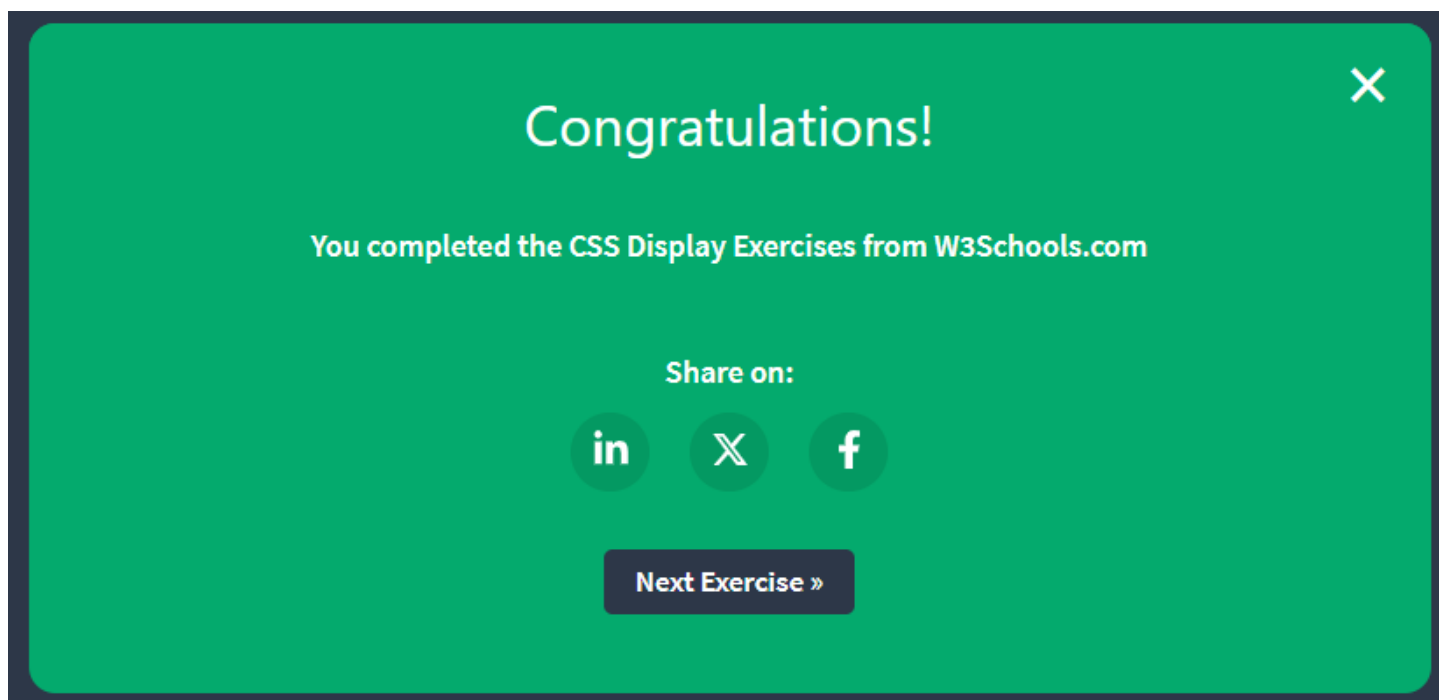 Congratulations!
You completed the CSS Display Exercises from W3Schools.com
Share on:
in X f
Next Exercise »